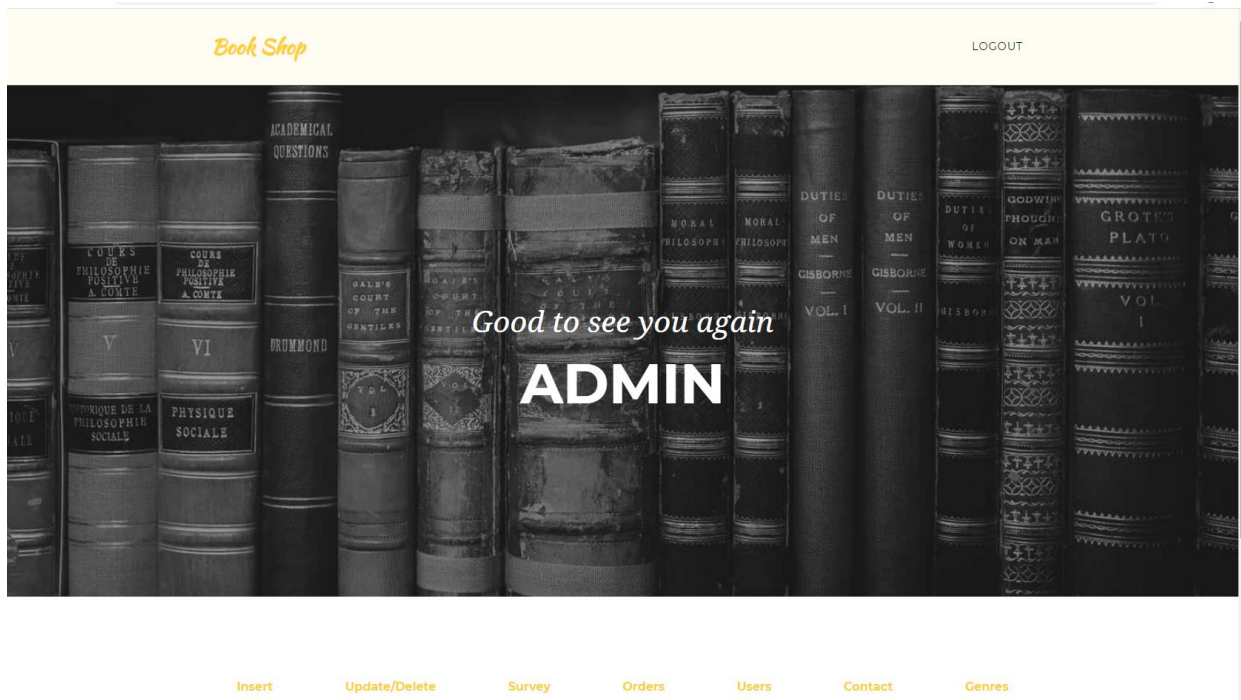 Book Shop
LOGOUT
ACADEMICAL
QUESTIONS
DRUMMOND
COURS
DE
PHILOSOPHIE
POSITIVE
A. COMTE
V
HISTORIQUE DE LA
PHILOSOPHIE
SOCIALE
COURS
DE
PHILOSOPHIE
POSITIVE
A. COMTE
VI
PHYSIQUE
SOCIALE
GALE'S
COURT
OF THE
GENTILES
VOL
MORAL
PHILOSOPHY
MORAL
PHILOSOPHY
DUTIES
OF
MEN
GISBORNE
VOL. I
DUTIES
OF
MEN
GISBORNE
VOL. II
DUTIES
OF
WOMEN
GISBORNE
GODWIN
THOUGHTS
ON MAN
GROTE'S
PLATO
VOL.
I
Good to see you again
ADMIN
Insert Update/Delete Survey Orders Users Contact Genres